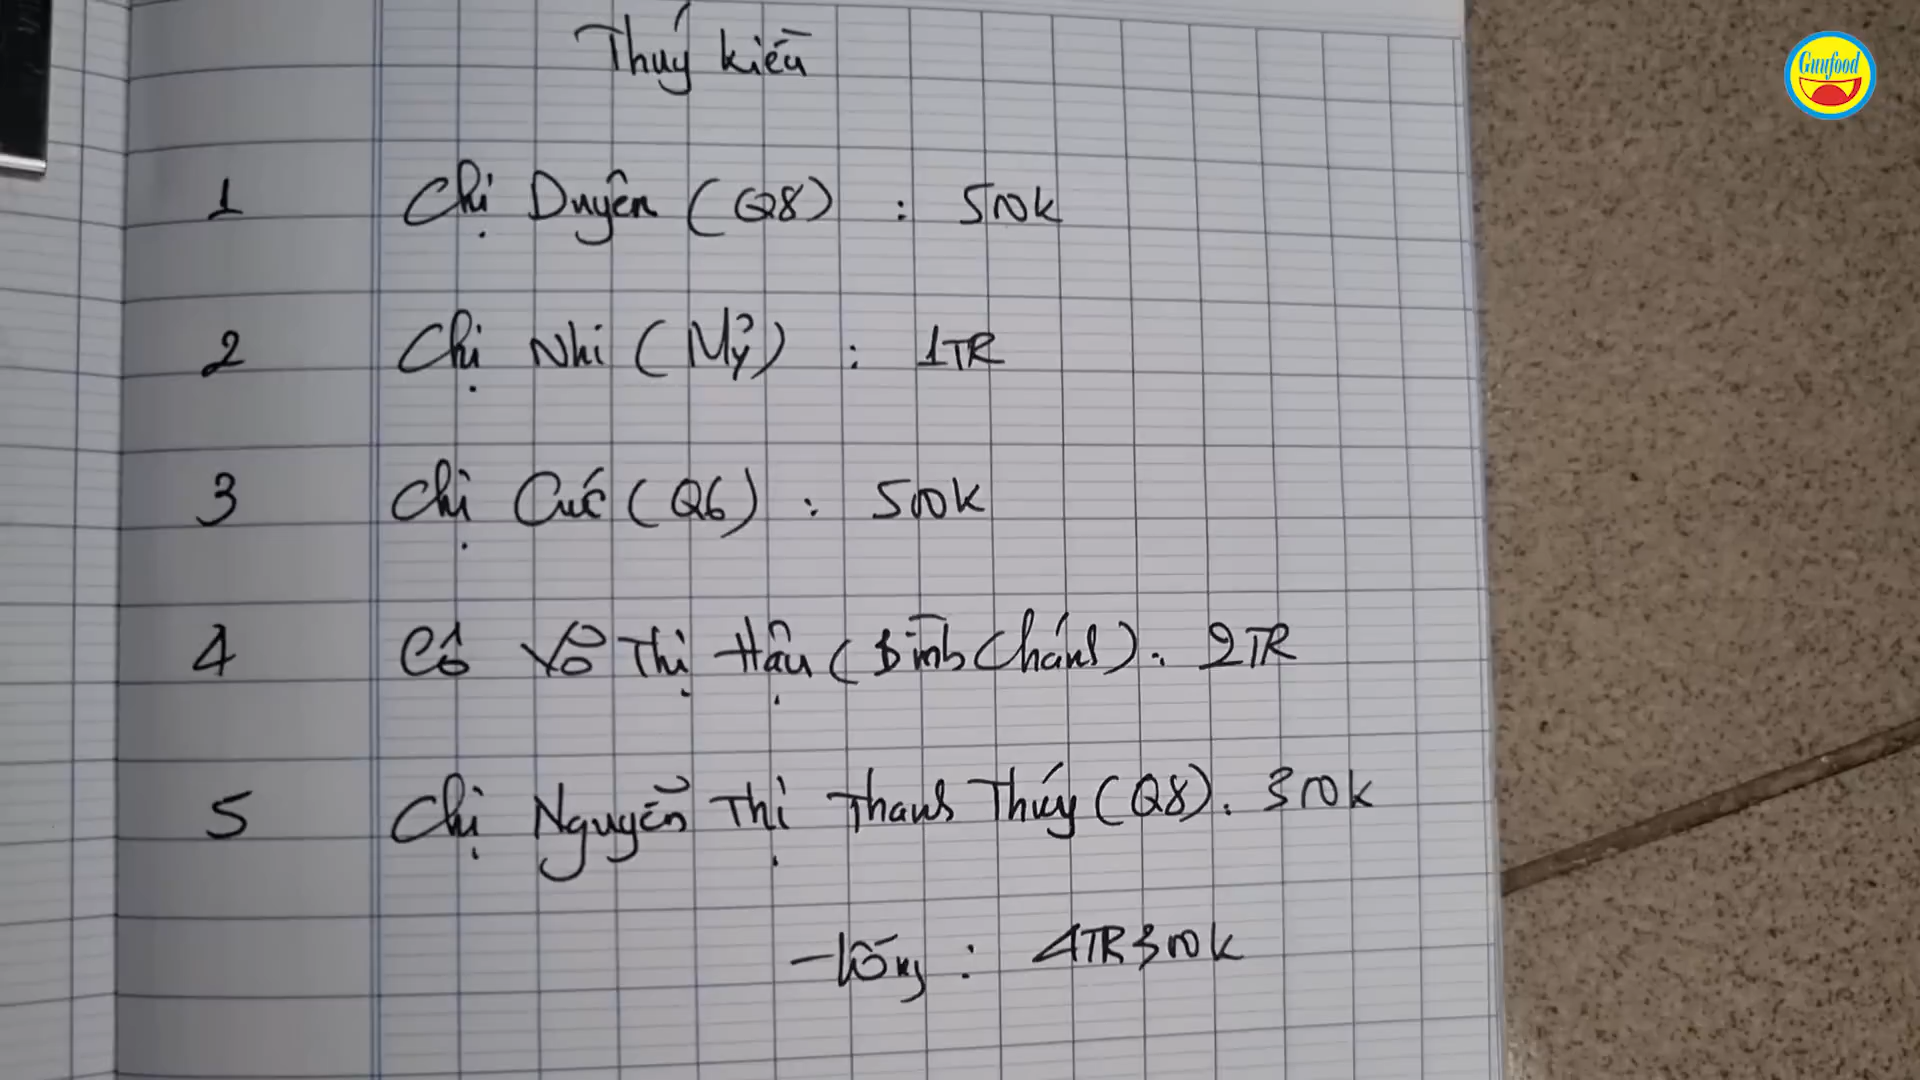 Thuý kiều
Guufood
1 Chị Duyên (Q8) : 500k
2 Chị Nhi (Mỹ) : 1TR
3 Chị Cúc (Q6) : 500k
4 Cô Võ Thị Hậu (Bình Chánh) : 2TR
5 Chị Nguyễn Thị Thanh Thúy (Q8) : 300k
- Tổng : 4TR300k